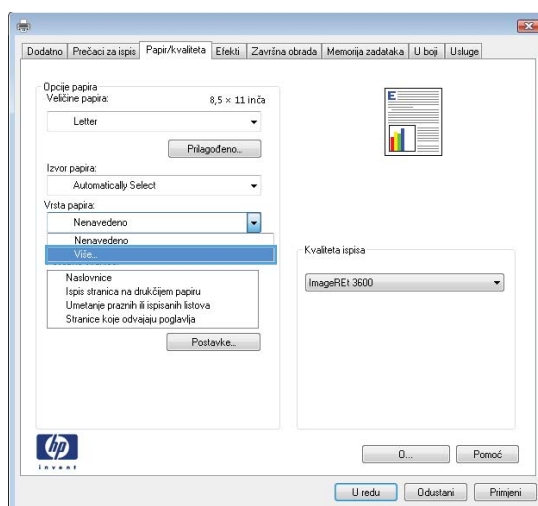 Dodatno Prečaci za ispis Papir/kvaliteta Efekti Završna obrada Memorija zadataka U boji Usluge
Opcije papira
Veličine papira: 8,5 × 11 inča
Letter
Prilagođeno...
Izvor papira:
Automatically Select
Vrsta papira:
Nenavedeno
Nenavedeno
Više...
Naslovnice
Ispis stranica na drukčijem papiru
Umetanje praznih ili ispisanih listova
Stranice koje odvajaju poglavlja
Postavke...
E
Kvaliteta ispisa
ImageREt 3600
hp
invent
O... Pomoć
U redu Odustani Primijeni